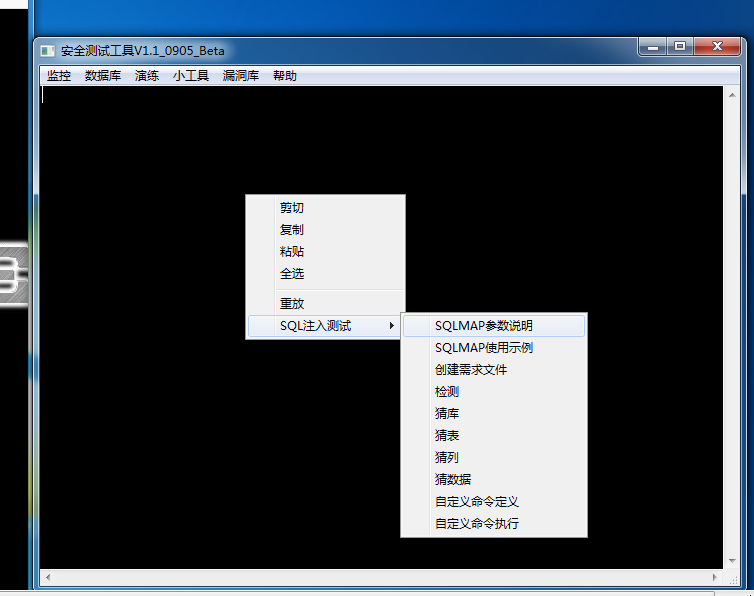 安全测试工具V1.1_0905_Beta
监控 数据库 演练 小工具 漏洞库 帮助
剪切
复制
粘贴
全选
重放
SQL注入测试
SQLMAP参数说明
SQLMAP使用示例
创建需求文件
检测
猜库
猜表
猜列
猜数据
自定义命令定义
自定义命令执行